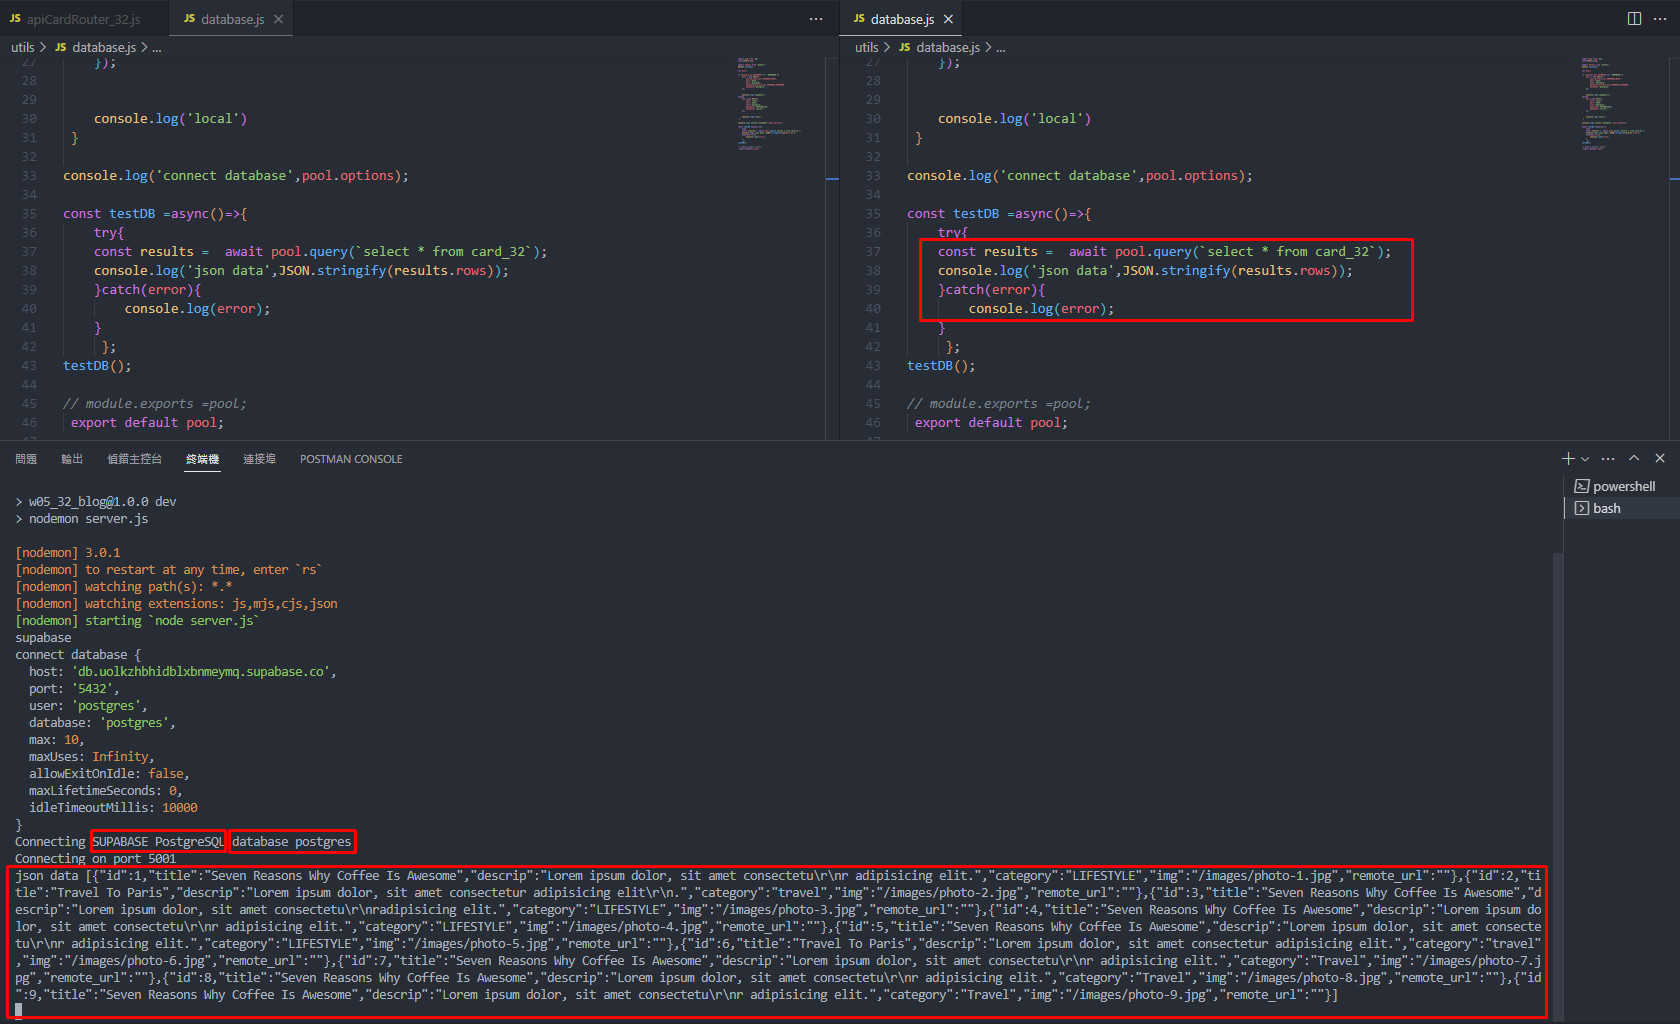 JS apiCardRouter_32.js
JS database.js ×
...
utils > JS database.js > ...
27 });
28
29
30 console.log('local')
31 }
32
33 console.log('connect database',pool.options);
34
35 const testDB =async()=>{
36 try{
37 const results =  await pool.query(`select * from card_32`);
38 console.log('json data',JSON.stringify(results.rows));
39 }catch(error){
40 console.log(error);
41 }
42 };
43 testDB();
44
45 // module.exports =pool;
46 export default pool;
JS database.js ×
...
utils > JS database.js > ...
27 });
28
29
30 console.log('local')
31 }
32
33 console.log('connect database',pool.options);
34
35 const testDB =async()=>{
36 try{
37 const results =  await pool.query(`select * from card_32`);
38 console.log('json data',JSON.stringify(results.rows));
39 }catch(error){
40 console.log(error);
41 }
42 };
43 testDB();
44
45 // module.exports =pool;
46 export default pool;
問題 輸出 偵錯主控台 終端機 連接埠 POSTMAN CONSOLE
powershell
bash
> w05_32_blog@1.0.0 dev
> nodemon server.js
[nodemon] 3.0.1
[nodemon] to restart at any time, enter `rs`
[nodemon] watching path(s): *.*
[nodemon] watching extensions: js,mjs,cjs,json
[nodemon] starting `node server.js`
supabase
connect database {
host: 'db.uolkzhbhidblxbnmeymq.supabase.co',
port: '5432',
user: 'postgres',
database: 'postgres',
max: 10,
maxUses: Infinity,
allowExitOnIdle: false,
maxLifetimeSeconds: 0,
idleTimeoutMillis: 10000
}
Connecting SUPABASE PostgreSQL database postgres
Connecting on port 5001
json data [{"id":1,"title":"Seven Reasons Why Coffee Is Awesome","descrip":"Lorem ipsum dolor, sit amet consectetu\r\nr adipisicing elit.","category":"LIFESTYLE","img":"/images/photo-1.jpg","remote_url":""},{"id":2,"ti
tle":"Travel To Paris","descrip":"Lorem ipsum dolor, sit amet consectetur adipisicing elit\r\n.","category":"travel","img":"/images/photo-2.jpg","remote_url":""},{"id":3,"title":"Seven Reasons Why Coffee Is Awesome","d
escrip":"Lorem ipsum dolor, sit amet consectetu\r\nradipisicing elit.","category":"LIFESTYLE","img":"/images/photo-3.jpg","remote_url":""},{"id":4,"title":"Seven Reasons Why Coffee Is Awesome","descrip":"Lorem ipsum do
lor, sit amet consectetu\r\nr adipisicing elit.","category":"LIFESTYLE","img":"/images/photo-4.jpg","remote_url":""},{"id":5,"title":"Seven Reasons Why Coffee Is Awesome","descrip":"Lorem ipsum dolor, sit amet consecte
tu\r\nr adipisicing elit.","category":"LIFESTYLE","img":"/images/photo-5.jpg","remote_url":""},{"id":6,"title":"Travel To Paris","descrip":"Lorem ipsum dolor, sit amet consectetur adipisicing elit.","category":"travel"
,"img":"/images/photo-6.jpg","remote_url":""},{"id":7,"title":"Seven Reasons Why Coffee Is Awesome","descrip":"Lorem ipsum dolor, sit amet consectetu\r\nr adipisicing elit.","category":"Travel","img":"/images/photo-7.j
pg","remote_url":""},{"id":8,"title":"Seven Reasons Why Coffee Is Awesome","descrip":"Lorem ipsum dolor, sit amet consectetu\r\nr adipisicing elit.","category":"Travel","img":"/images/photo-8.jpg","remote_url":""},{"id
":9,"title":"Seven Reasons Why Coffee Is Awesome","descrip":"Lorem ipsum dolor, sit amet consectetu\r\nr adipisicing elit.","category":"Travel","img":"/images/photo-9.jpg","remote_url":""}]